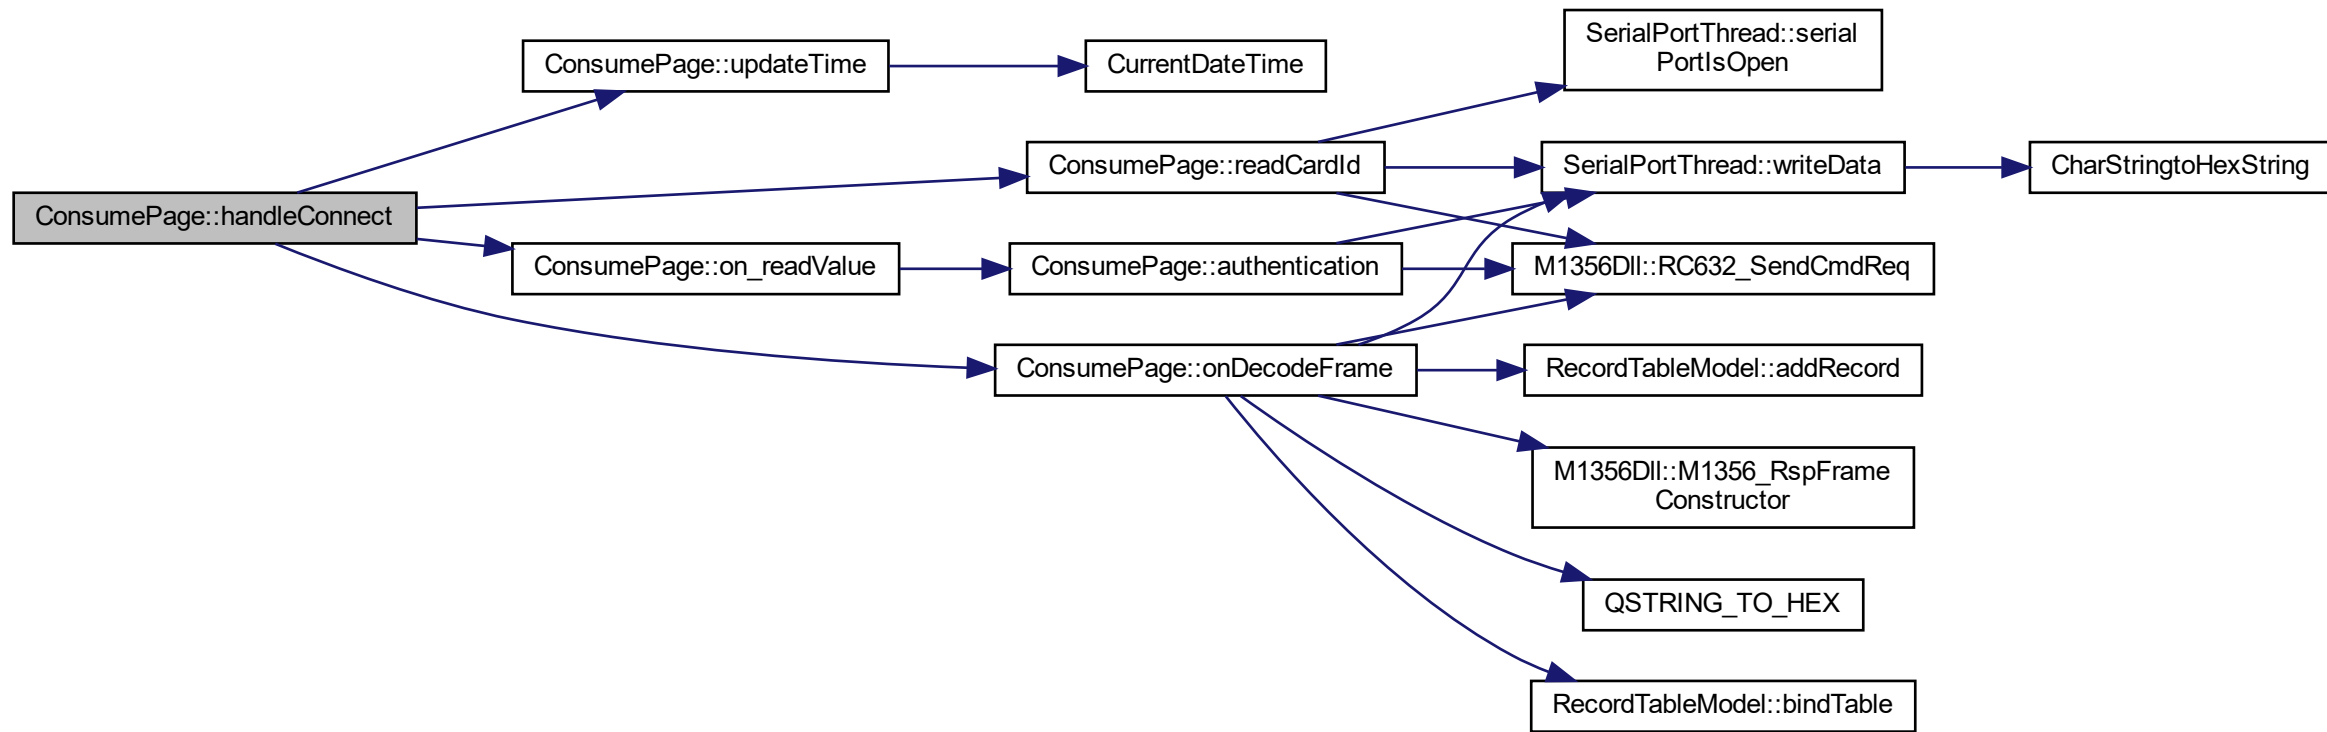 SerialPortThread::serial
PortIsOpen
ConsumePage::updateTime
CurrentDateTime
ConsumePage::readCardId
SerialPortThread::writeData
CharStringtoHexString
ConsumePage::handleConnect
ConsumePage::on_readValue
ConsumePage::authentication
M1356Dll::RC632_SendCmdReq
ConsumePage::onDecodeFrame
RecordTableModel::addRecord
M1356Dll::M1356_RspFrame
Constructor
QSTRING_TO_HEX
RecordTableModel::bindTable